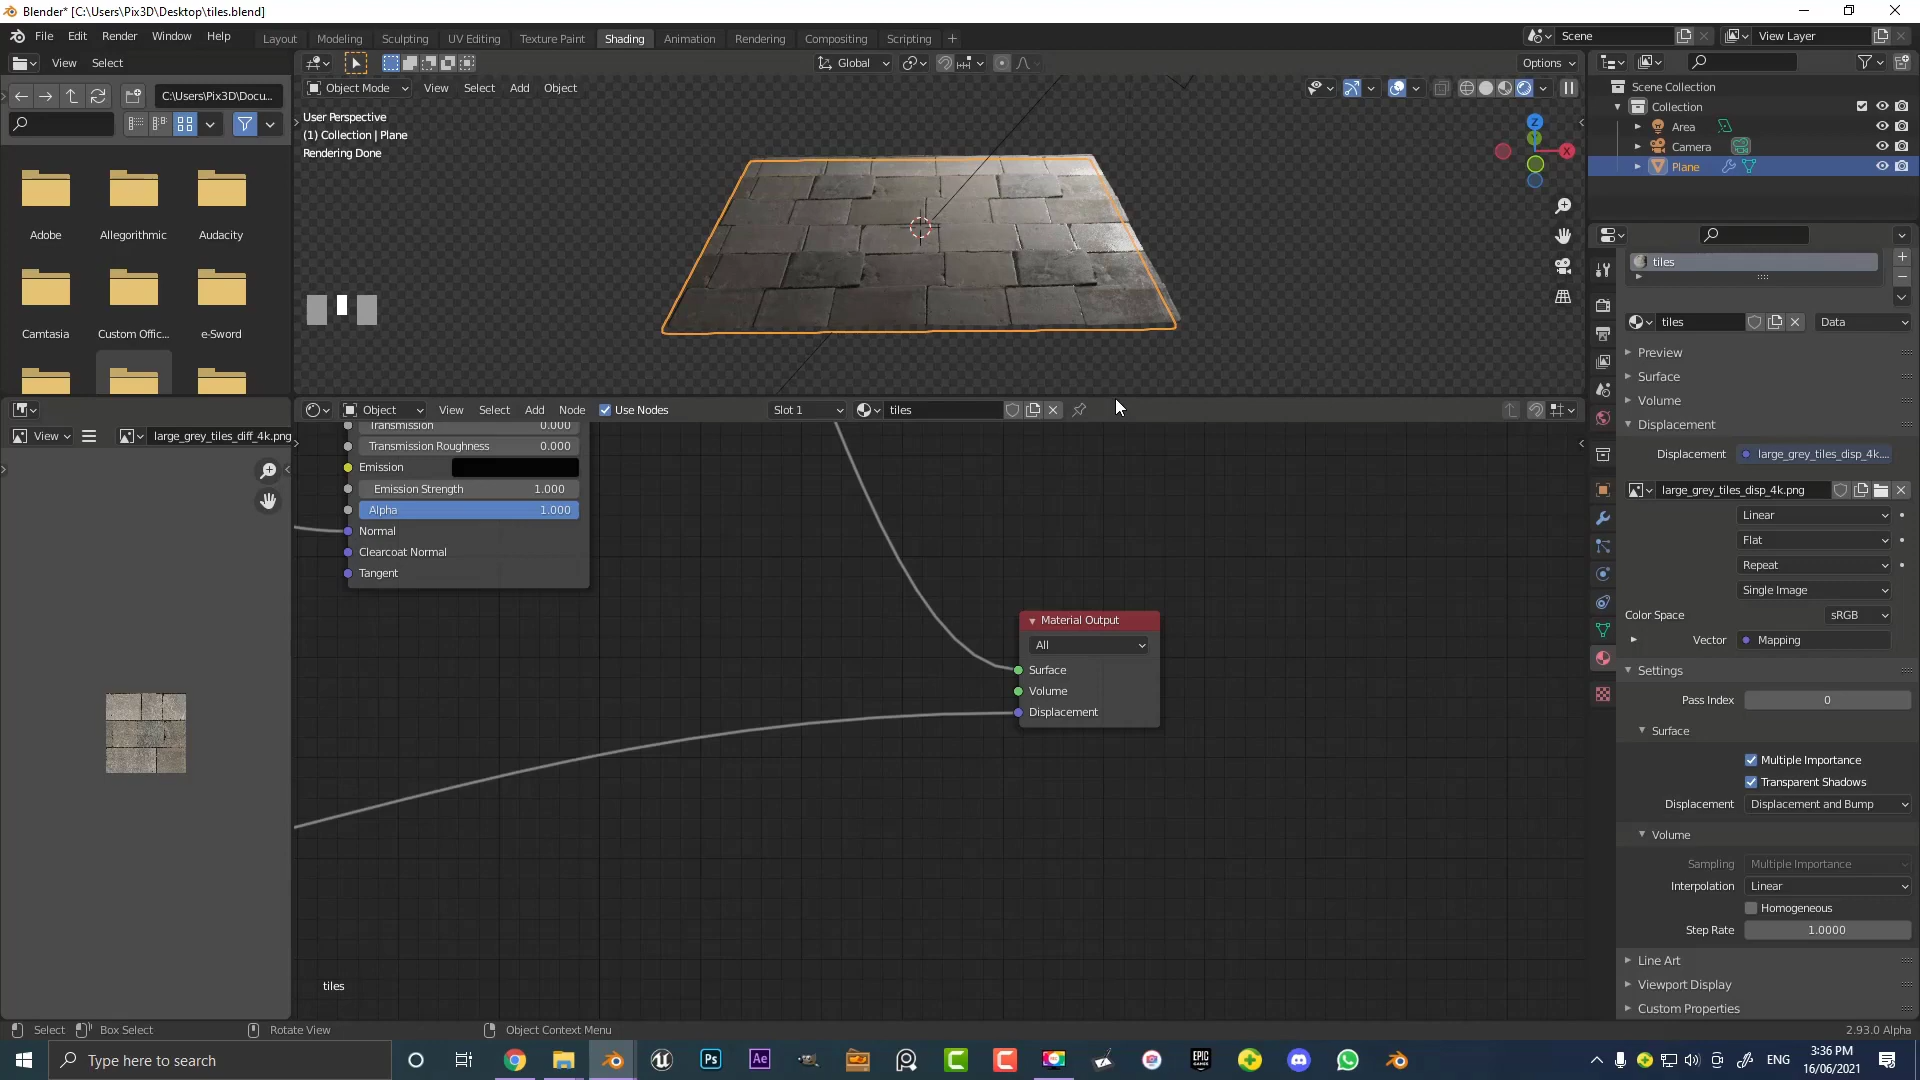 Blender* [C:\Users\Pix3D\Desktop\tiles.blend]
File Edit Render Window Help
Layout Modeling Sculpting UV Editing Texture Paint Shading Animation Rendering Compositing Scripting
Scene
View Layer
View Select
Global
Options
C:\Users\Pix3D\Docu...
Object Mode View Select Add Object
User Perspective
(1) Collection | Plane
Rendering Done
Z
X
Adobe Allegorithmic Audacity
Camtasia Custom Offic... e-Sword
Scene Collection
Collection
Area
Camera
Plane
tiles
tiles
Data
Preview
Surface
Volume
Displacement
Displacement large_grey_tiles_disp_4k....
large_grey_tiles_disp_4k.png
Linear
Flat
Repeat
Single Image
Color Space sRGB
Vector Mapping
Settings
Pass Index 0
Surface
Multiple Importance
Transparent Shadows
Displacement Displacement and Bump
Volume
Sampling Multiple Importance
Interpolation Linear
Homogeneous
Step Rate 1.0000
Line Art
Viewport Display
Custom Properties
View large_grey_tiles_diff_4k.png
Object View Select Add Node Use Nodes Slot 1 tiles
Transmission 0.000
Transmission Roughness 0.000
Emission
Emission Strength 1.000
Alpha 1.000
Normal
Clearcoat Normal
Tangent
Material Output
All
Surface
Volume
Displacement
tiles
Select Box Select Rotate View Object Context Menu 2.93.0 Alpha
Type here to search
Ps
Ae
EPIC GAMES
ENG
3:36 PM
16/06/2021